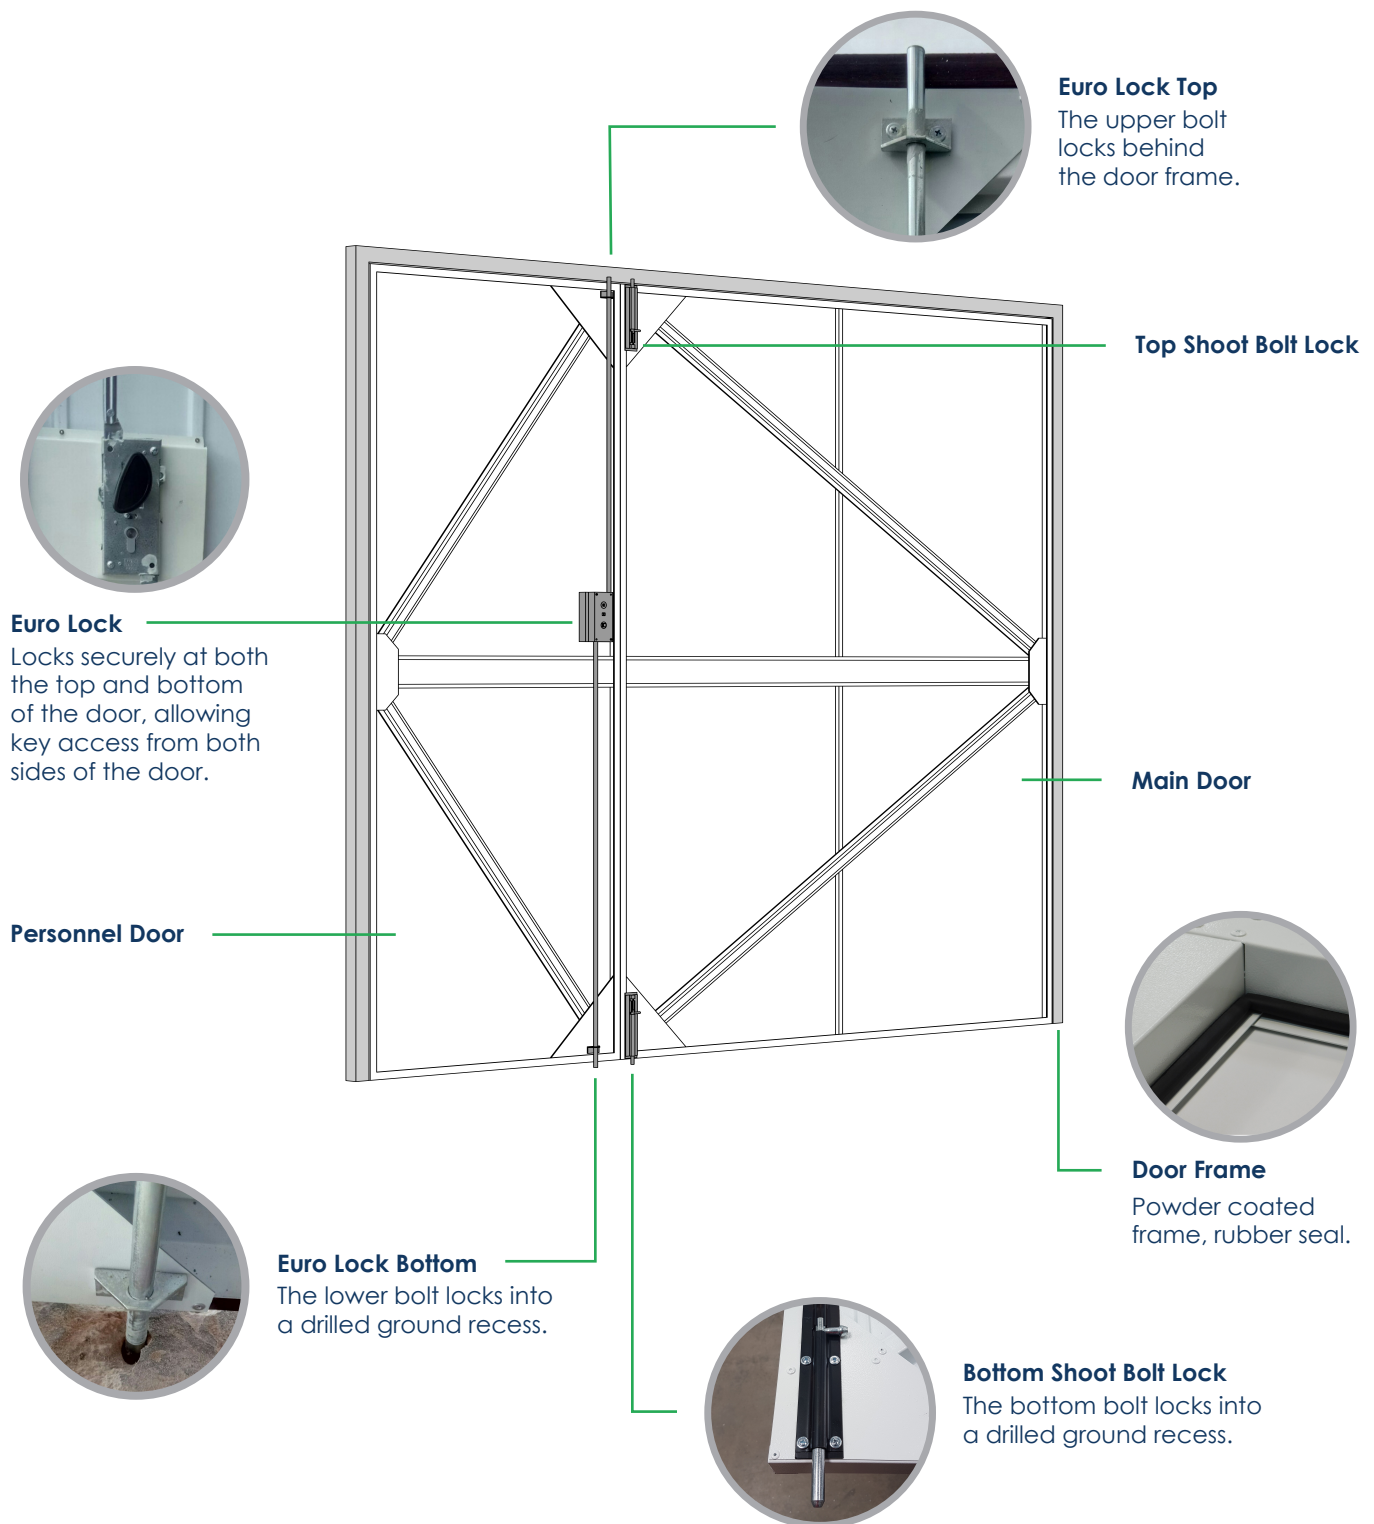 Euro Lock Top
The upper bolt
locks behind
the door frame.
Top Shoot Bolt Lock
Euro Lock
Locks securely at both
the top and bottom
of the door, allowing
key access from both
sides of the door.
Main Door
Personnel Door
Door Frame
Powder coated
frame, rubber seal.
Euro Lock Bottom
The lower bolt locks into
a drilled ground recess.
Bottom Shoot Bolt Lock
The bottom bolt locks into
a drilled ground recess.